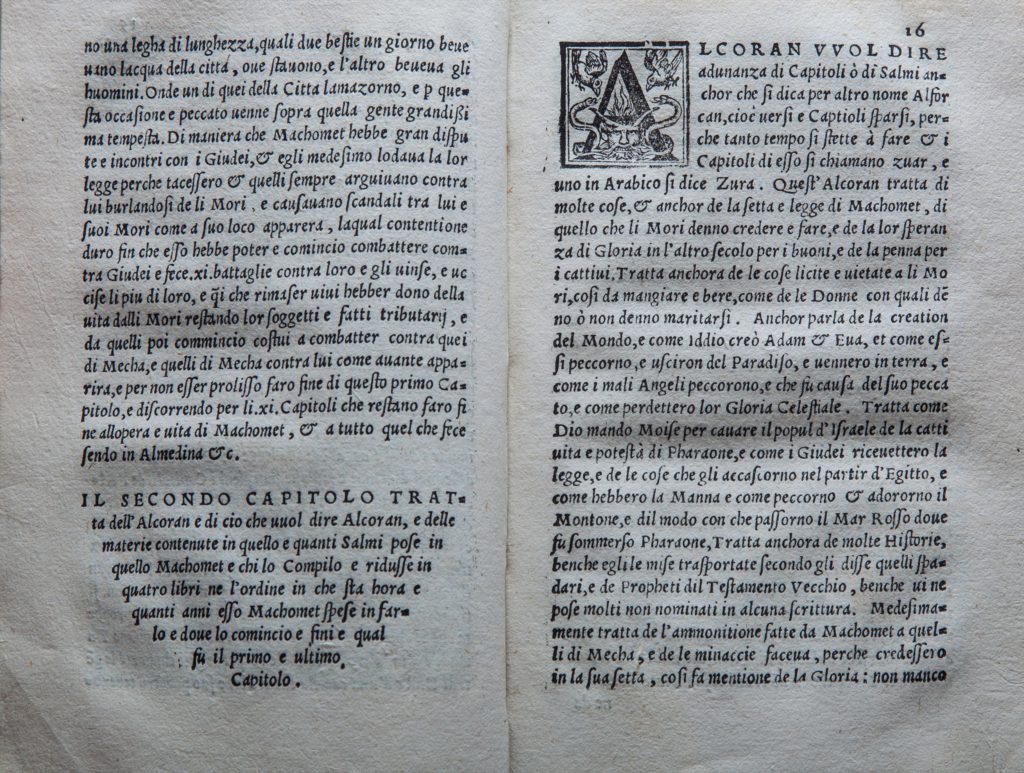 no una legha di lunghezza,quali due bestie un giorno beue
uano lacqua della citta, oue stauono,e l'altro beueua gli
huomini.Onde un di quei della Citta lamazorno, e p que-
sta occasione e peccato uenne sopra quella gente grandißi
ma tempesta. Di maniera che Machomet hebbe gran dispu
te e incontri con i Giudei,& egli medesimo lodaua la lor
legge perche tacessero & quelli sempre arguiuano contra
lui burlandosi de li Mori, e causauano scandali tra lui e
suoi Mori come a suo loco apparera, laqual contentione
duro fin che esso hebbe poter e comincio combattere con-
tra Giudei e fece.xi.battaglie contra loro e gli uinse, e uc
cise li piu di loro, e q̃i che rimaser uiui hebber dono della
uita dalli Mori restando lor soggetti e fatti tributarij, e
da quelli poi commincio costui a combatter contra quei
di Mecha,e quelli di Mecha contra lui come auante appa-
rira,e per non esser prolisso faro fine di questo primo Ca-
pitolo,e discorrendo per li.xi.Capitoli che restano faro fi
ne allopera e uita di Machomet, & a tutto quel che fece
sendo in Almedina &c.
IL SECONDO CAPITOLO TRAT-
ta dell'Alcoran e di cio che uuol dire Alcoran, e delle
materie contenute in quello e quanti Salmi pose in
quello Machomet e chi lo Compilo e ridusse in
quatro libri ne l'ordine in che sta hora e
quanti anni esso Machomet spese in far-
lo e doue lo comincio e fini e qual
fù il primo e ultimo
Capitolo.
16
ALCORAN VVOL DIRE
adunanza di Capitoli ò di Salmi an-
chor che si dica per altro nome Alfor
can,cioè uersi e Captioli sparsi, per-
che tanto tempo si stette à fare & i
Capitoli di esso si chiamano zuar, e
uno in Arabico si dice Zura. Quest'Alcoran tratta di
molte cose,& anchor de la setta e legge di Machomet, di
quello che li Mori denno credere e fare,e de la lor speran
za di Gloria in l'altro secolo per i buoni,e de la penna per
i cattiui.Tratta anchora de le cose licite e uietate a li Mo
ri,così da mangiare e bere,come de le Donne con quali dẽ
no ò non denno maritarsi. Anchor parla de la creation
del Mondo,e come Iddio creò Adam & Eua, et come es-
si peccorno,e usciron del Paradiso, e uennero in terra, e
come i mali Angeli peccorono,e che fù causa del suo pecca
to,e come perdettero lor Gloria Celestiale. Tratta come
Dio mando Moise per cauare il popul d'Israele de la catti
uita e potestà di Pharaone,e come i Giudei riceuettero la
legge,e de le cose che gli accascorno nel partir d'Egitto, e
come hebbero la Manna e come peccorno & adororno il
Montone,e dil modo con che passorno il Mar Rosso doue
fù sommerso Pharaone,Tratta anchora de molte Historie,
benche egli le mise trasportate secondo gli disse quelli spa-
dari,e de Propheti dil Testamento Vecchio, benche ui ne
pose molti non nominati in alcuna scrittura. Medesima-
mente tratta de l'ammonitione fatte da Machomet a quel-
li di Mecha, e de le minaccie faceua, perche credessero
in la sua setta, così fa mentione de la Gloria: non manco